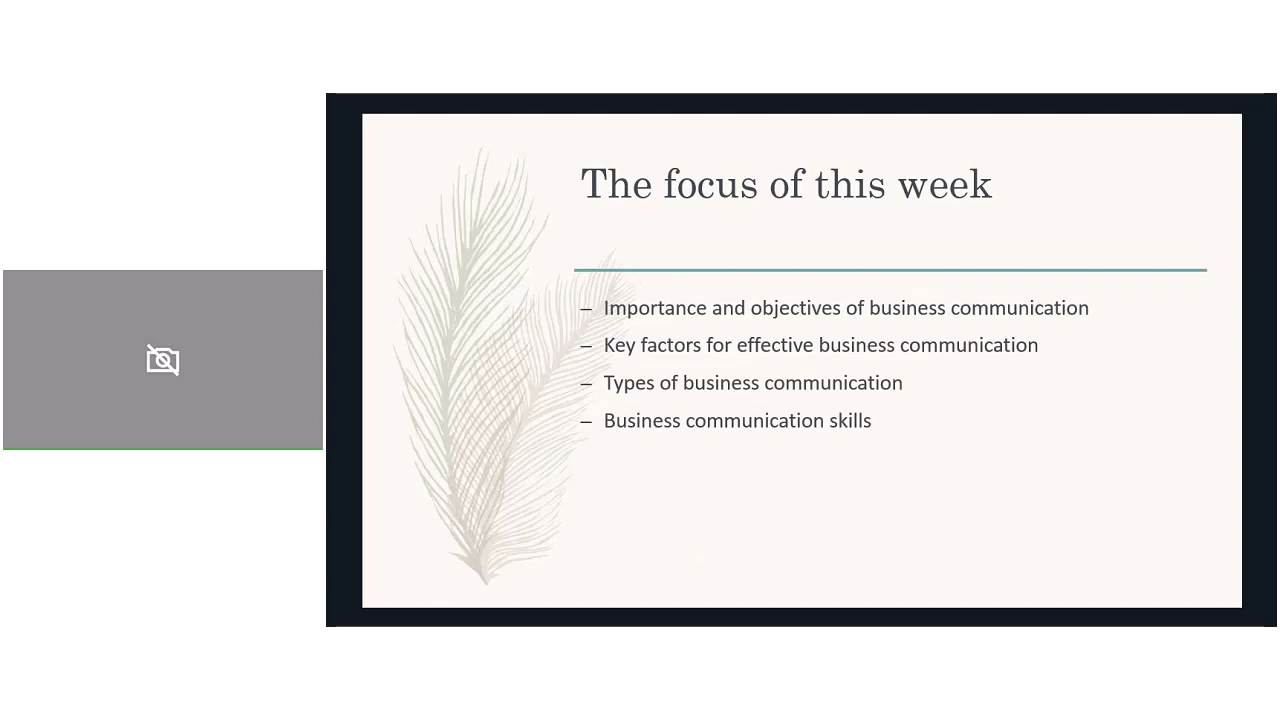 The focus of this week
– Importance and objectives of business communication
– Key factors for effective business communication
– Types of business communication
– Business communication skills